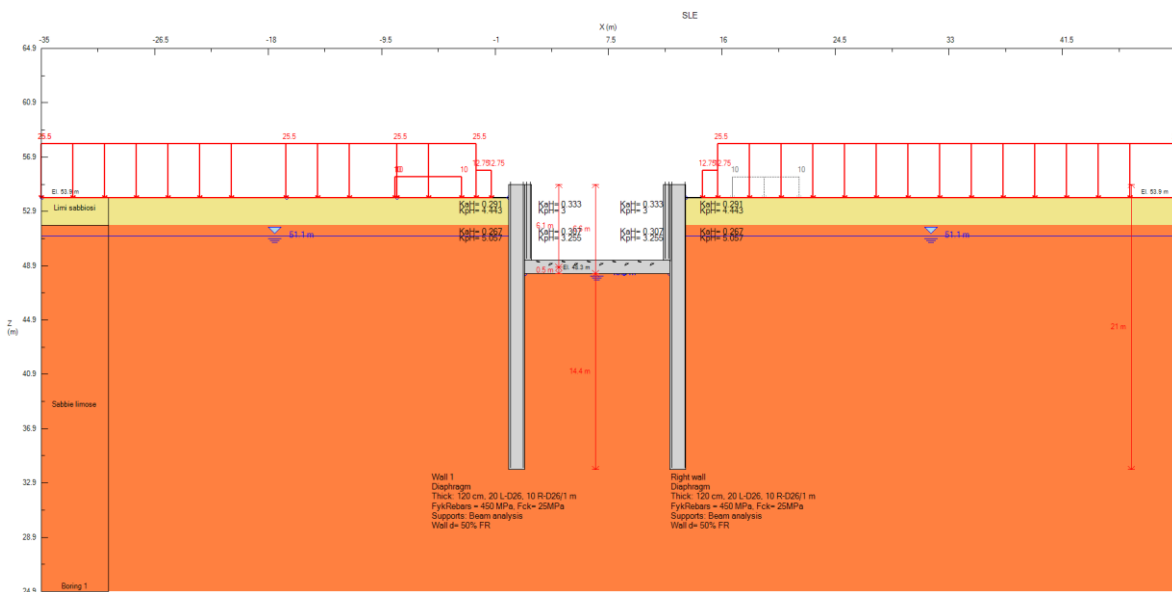 SLE
X (m)
-35 -26.5 -18 -9.5 -1 7.5 16 24.5 33 41.5
64.9
60.9
56.9
52.9
48.9
44.9
40.9
36.9
32.9
28.9
24.9
Z
(m)
25.5 25.5 25.5 25.5 25.5
12.75 12.75 12.75 12.75
10 10 10 10
El. 53.9 m
El. 53.9 m
Limi sabbiosi
KaH= 0.291
KpH= 4.443
KaH= 0.333
KpH= 3
KaH= 0.333
KpH= 3
KaH= 0.291
KpH= 4.443
KaH= 0.267
KpH= 5.057
KaH= 0.307
KpH= 3.255
KaH= 0.307
KpH= 3.255
KaH= 0.267
KpH= 5.057
51.1 m
51.1 m
0.5 m
21 m
14.4 m
Sabbie limose
Boring 1
Wall 1
Diaphragm
Thick: 120 cm, 20 L-D26, 10 R-D26/1 m
FykRebars = 450 MPa, Fck= 25MPa
Supports: Beam analysis
Wall d= 50% FR
Right wall
Diaphragm
Thick: 120 cm, 20 L-D26, 10 R-D26/1 m
FykRebars = 450 MPa, Fck= 25MPa
Supports: Beam analysis
Wall d= 50% FR